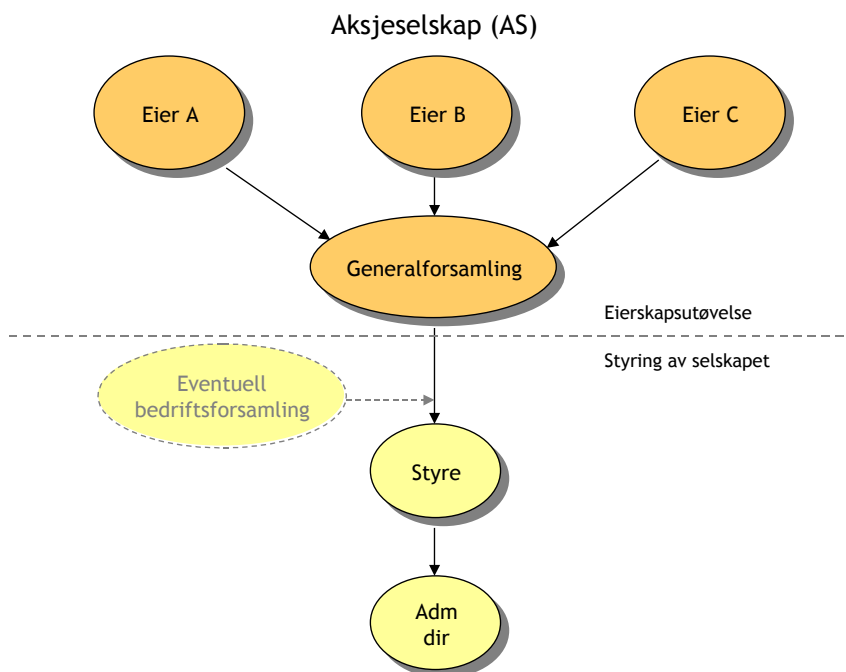 Aksjeselskap (AS)
Eier A
Eier B
Eier C
Generalforsamling
Eierskapsutøvelse
Styring av selskapet
Eventuell
bedriftsforsamling
Styre
Adm
dir